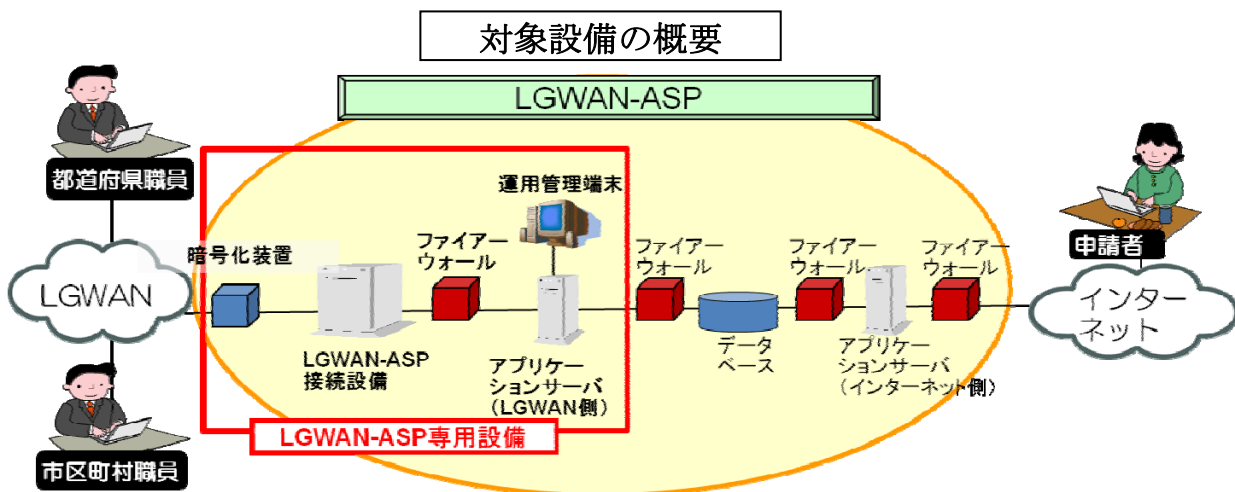 対象設備の概要
LGWAN-ASP
都道府県職員
LGWAN
市区町村職員
暗号化装置
LGWAN-ASP
接続設備
ファイアー
ウォール
運用管理端末
アプリケー
ションサーバ
（LGWAN側）
LGWAN-ASP専用設備
ファイアー
ウォール
データ
ベース
ファイアー
ウォール
アプリケー
ションサーバ
（インターネット側）
ファイアー
ウォール
申請者
インター
ネット